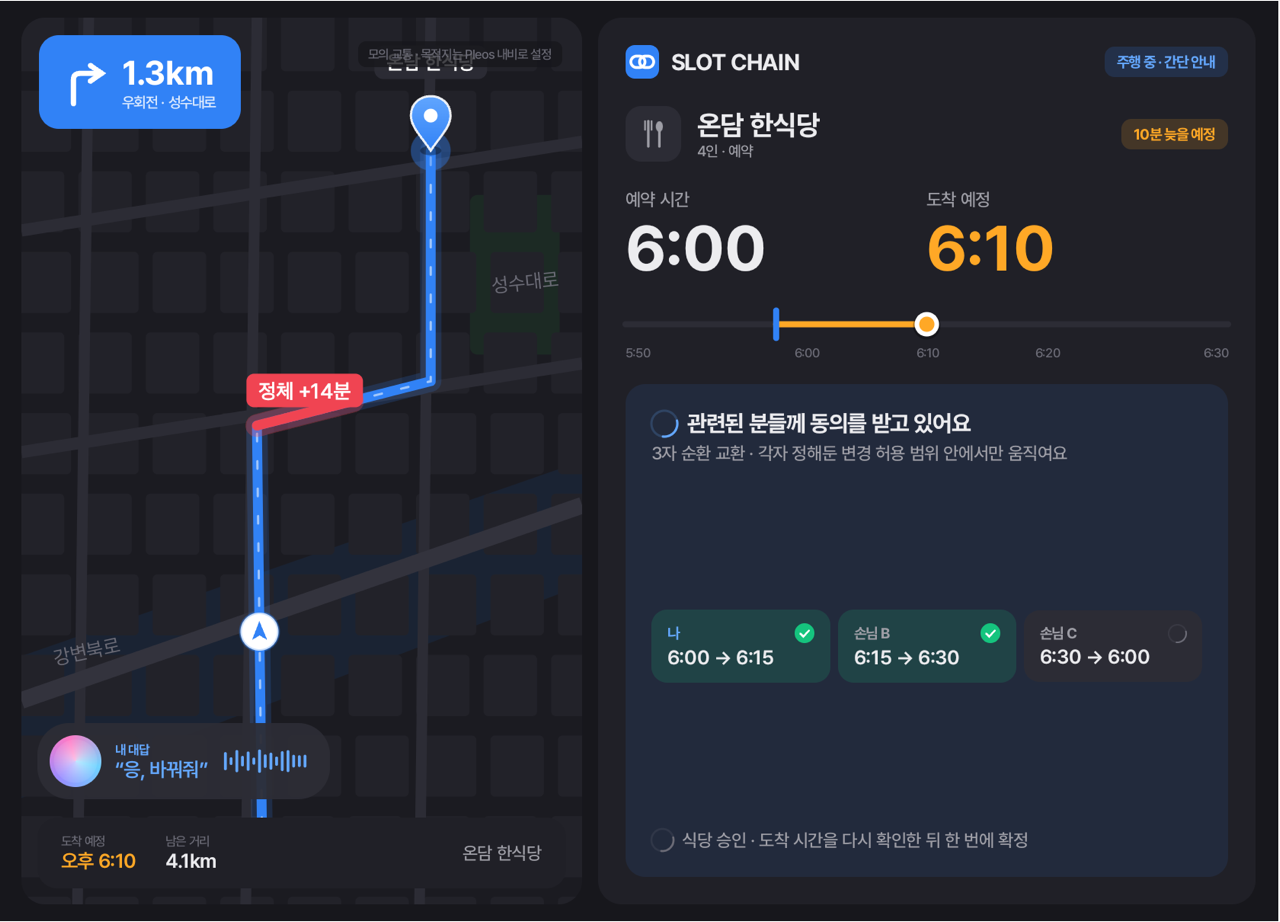 1.3km
우회전 · 성수대로
모의 교통 · 목적지는 Pleos 내비로 설정
온담 한식당
성수대로
정체 +14분
강변북로
내 대답
“응, 바꿔줘”
도착 예정
오후 6:10
남은 거리
4.1km
온담 한식당
SLOT CHAIN
주행 중 · 간단 안내
온담 한식당
4인 · 예약
10분 늦을 예정
예약 시간
6:00
도착 예정
6:10
5:50
6:00
6:10
6:20
6:30
관련된 분들께 동의를 받고 있어요
3자 순환 교환 · 각자 정해둔 변경 허용 범위 안에서만 움직여요
나
6:00 → 6:15
손님 B
6:15 → 6:30
손님 C
6:30 → 6:00
식당 승인 · 도착 시간을 다시 확인한 뒤 한 번에 확정